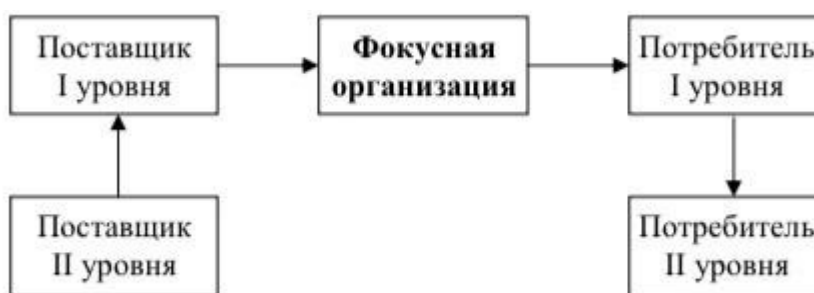 Поставщик
I уровня
Фокусная
организация
Потребитель
I уровня
Поставщик
II уровня
Потребитель
II уровня